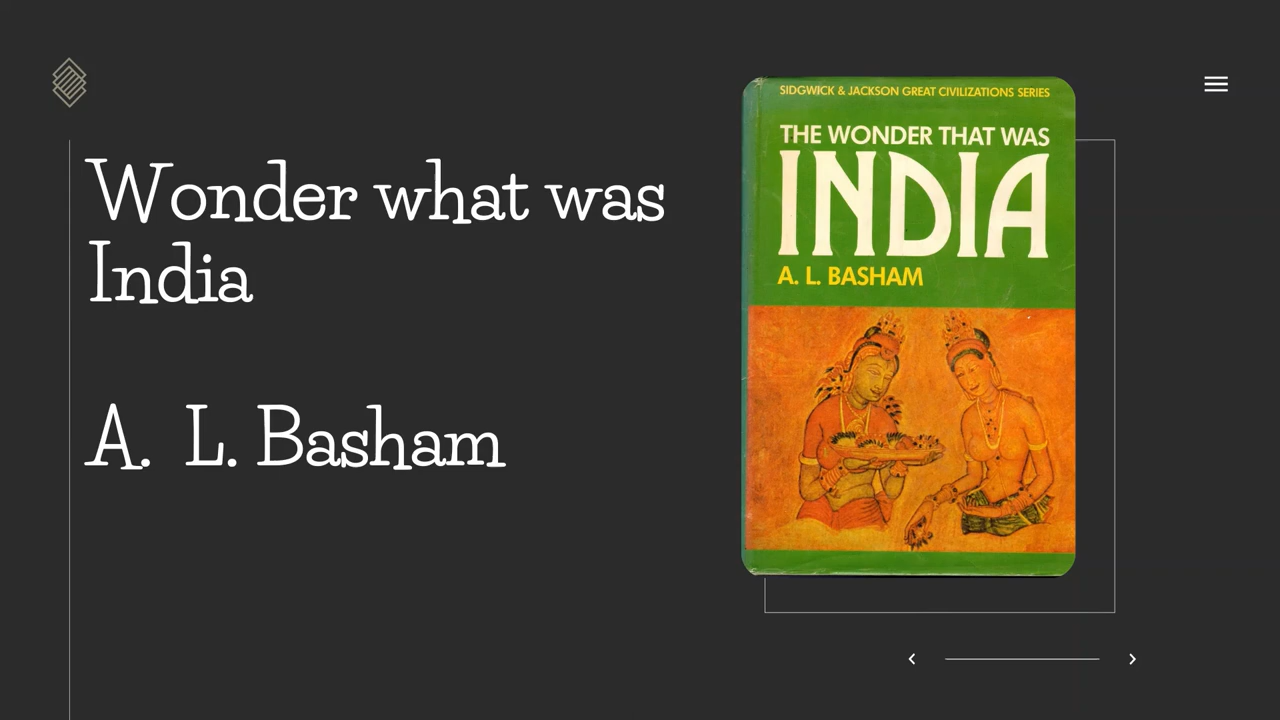 Wonder what was
India
A. L. Basham
SIDGWICK & JACKSON GREAT CIVILIZATIONS SERIES
THE WONDER THAT WAS
INDIA
A. L. BASHAM